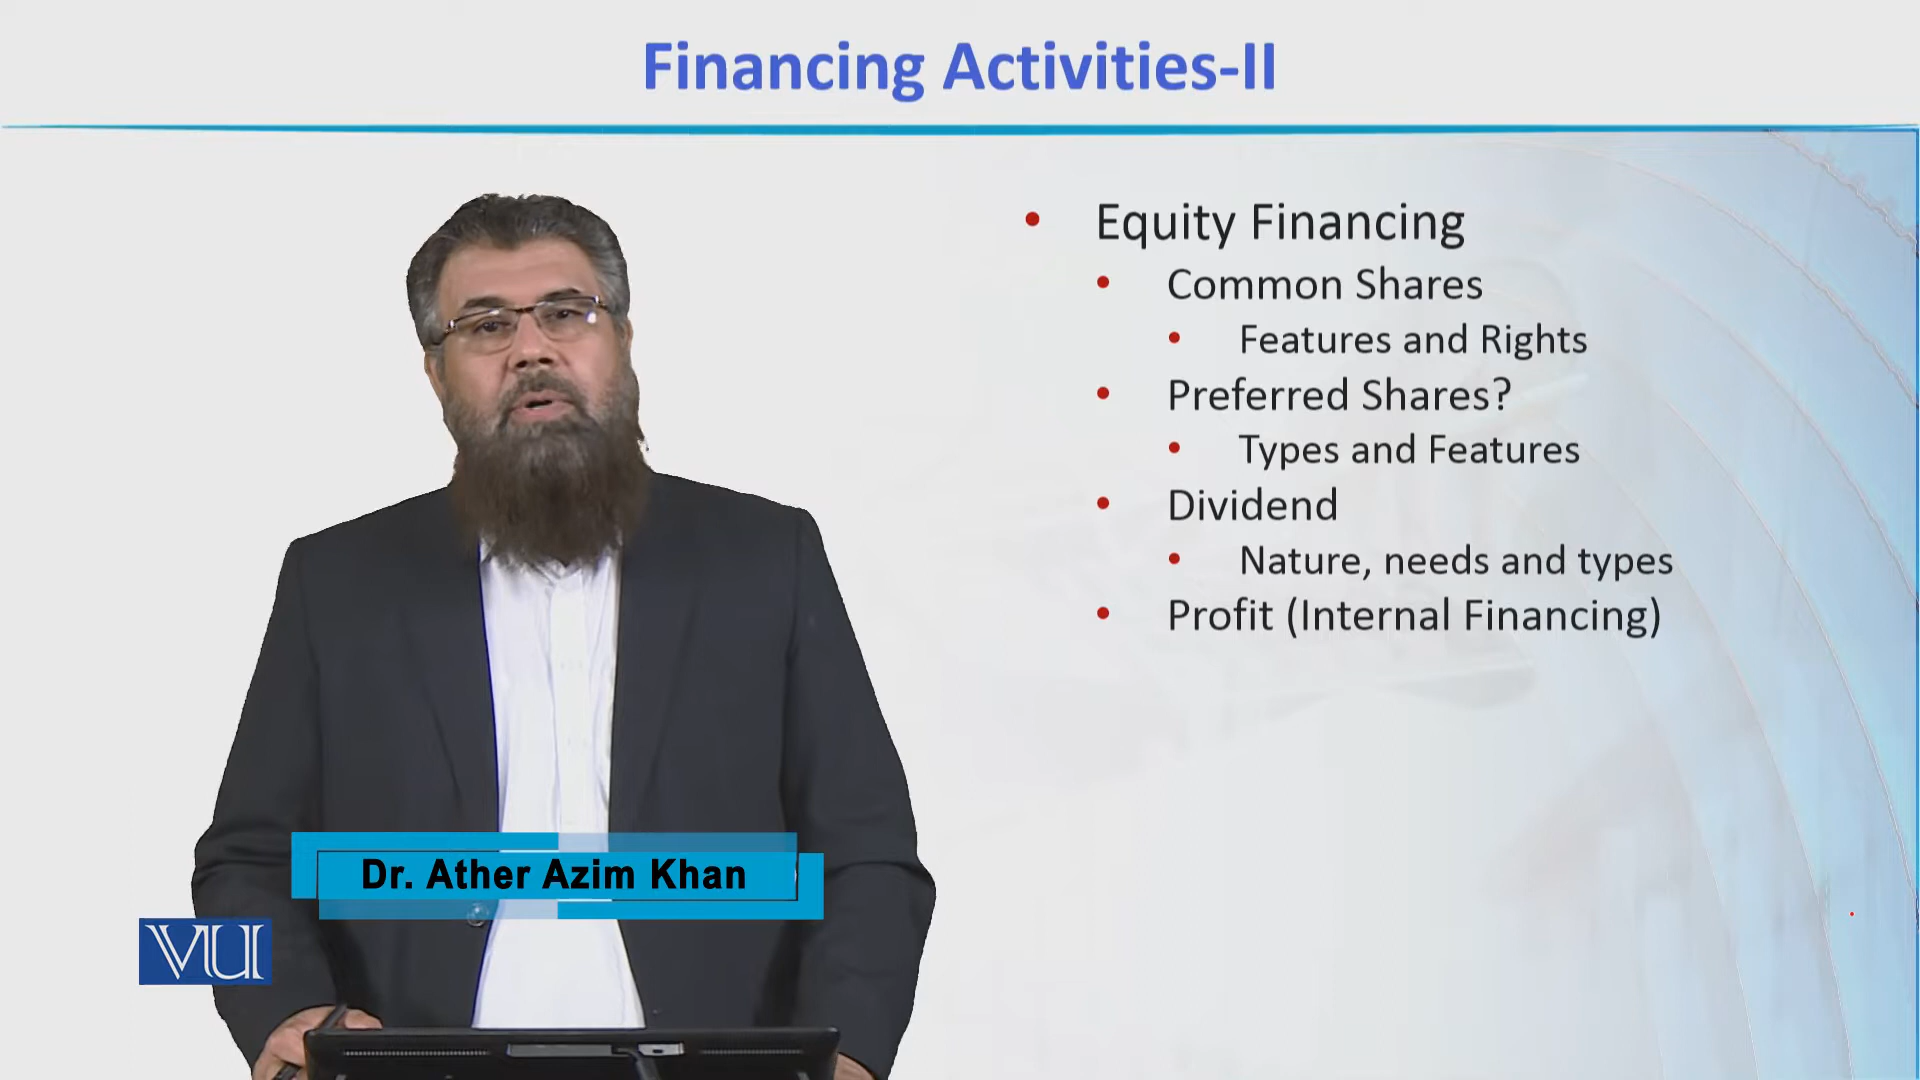 Financing Activities-II
• Equity Financing
• Common Shares
• Features and Rights
• Preferred Shares?
• Types and Features
• Dividend
• Nature, needs and types
• Profit (Internal Financing)
Dr. Ather Azim Khan
VU